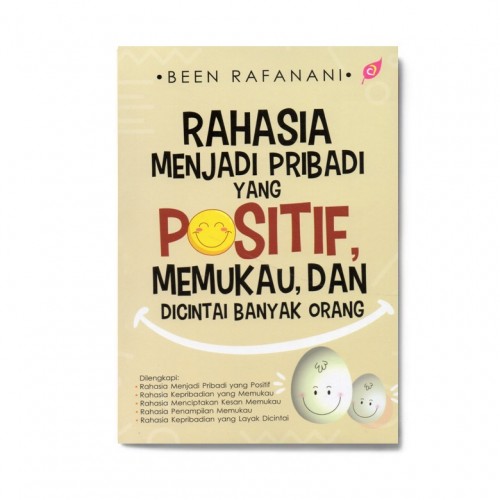 •BEEN RAFANANI•
RAHASIA
MENJADI PRIBADI
YANG
POSITIF,
MEMUKAU, DAN
DICINTAI BANYAK ORANG
Dilengkapi:
• Rahasia Menjadi Pribadi yang Positif
• Rahasia Kepribadian yang Memukau
• Rahasia Menciptakan Kesan Memukau
• Rahasia Penampilan Memukau
• Rahasia Kepribadian yang Layak Dicintai